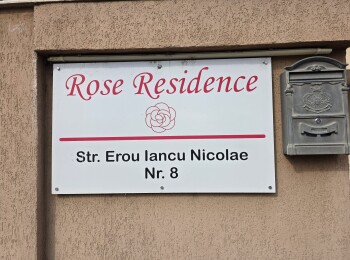 Rose Residence
Str. Erou Iancu Nicolae
Nr. 8